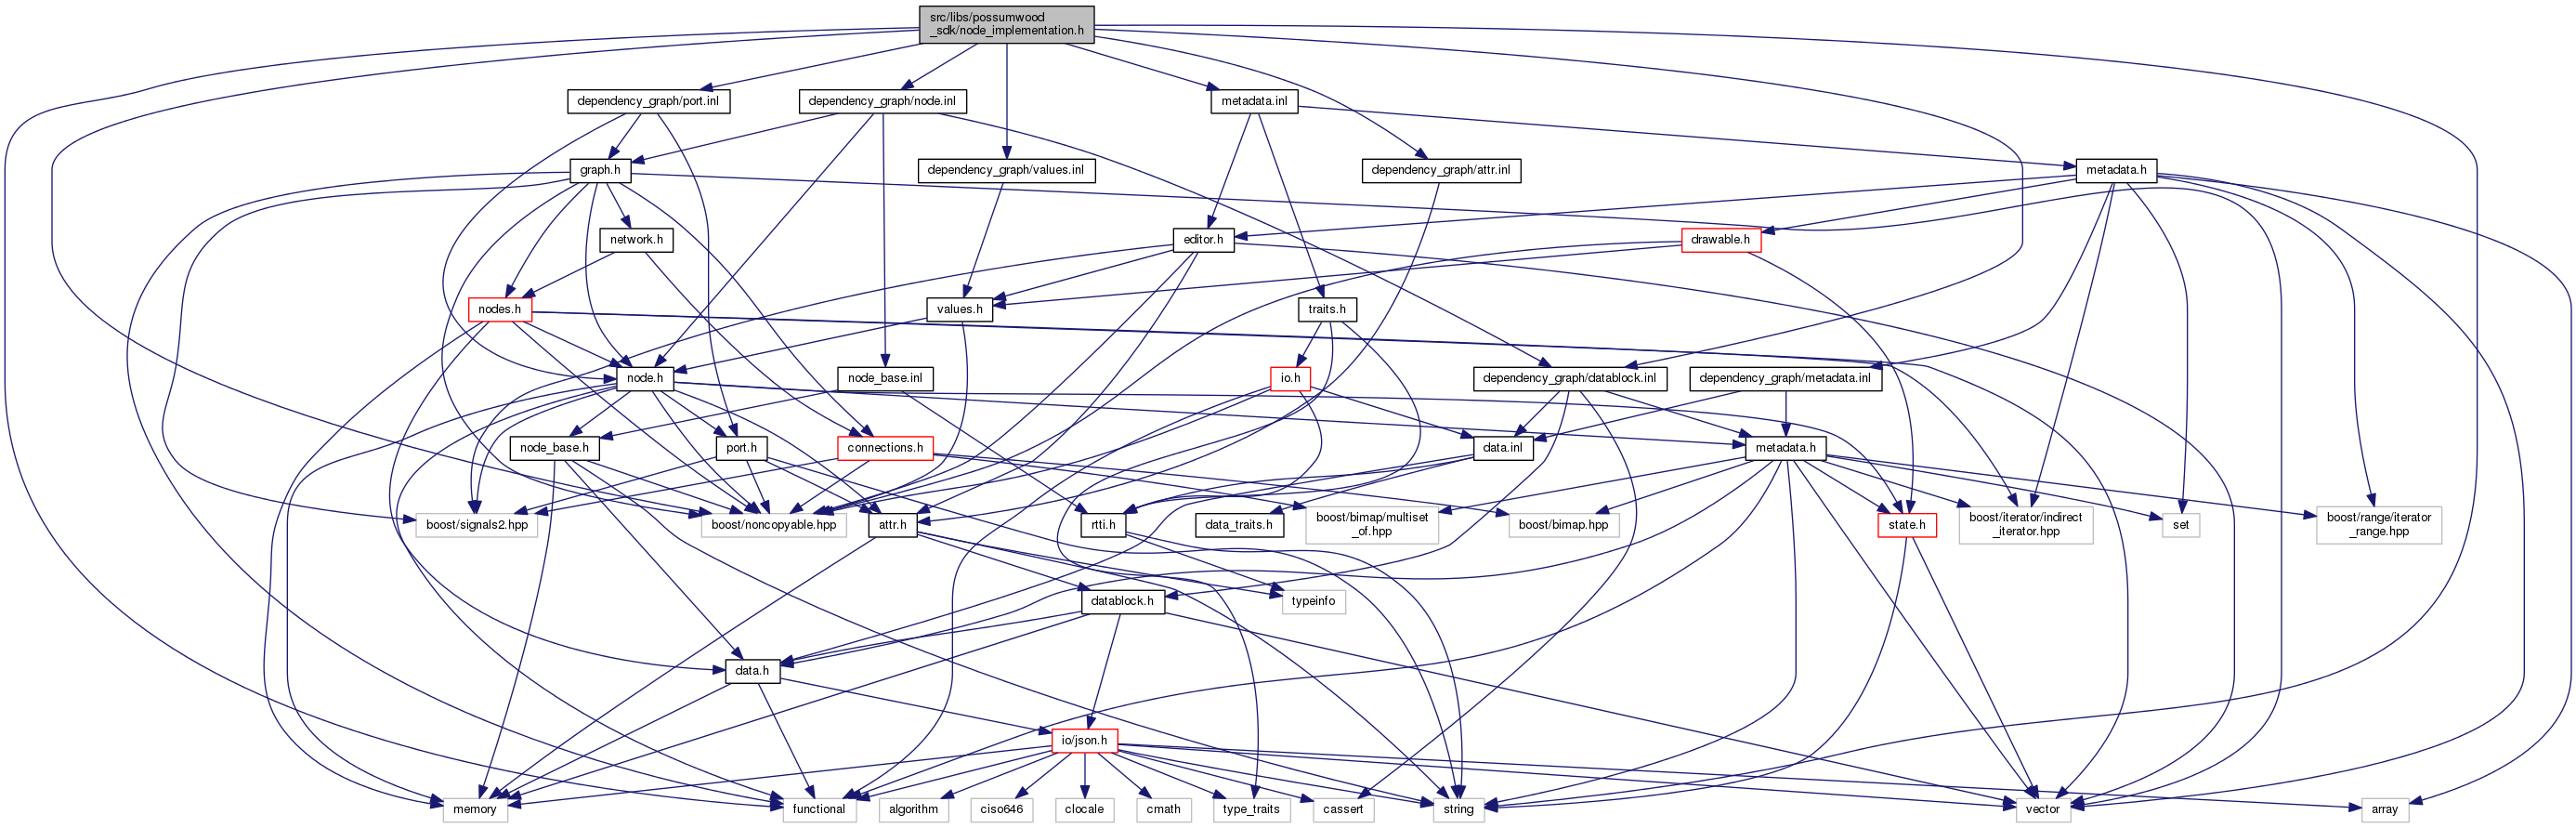 src/libs/possumwood
_sdk/node_implementation.h
dependency_graph/port.inl
dependency_graph/node.inl
metadata.inl
graph.h
dependency_graph/values.inl
dependency_graph/attr.inl
metadata.h
network.h
editor.h
drawable.h
nodes.h
values.h
traits.h
node.h
node_base.inl
io.h
dependency_graph/datablock.inl
dependency_graph/metadata.inl
node_base.h
port.h
connections.h
data.inl
metadata.h
boost/signals2.hpp
boost/noncopyable.hpp
attr.h
rtti.h
data_traits.h
boost/bimap/multiset
_of.hpp
boost/bimap.hpp
state.h
boost/iterator/indirect
_iterator.hpp
set
boost/range/iterator
_range.hpp
datablock.h
typeinfo
data.h
io/json.h
memory
functional
algorithm
ciso646
clocale
cmath
type_traits
cassert
string
vector
array